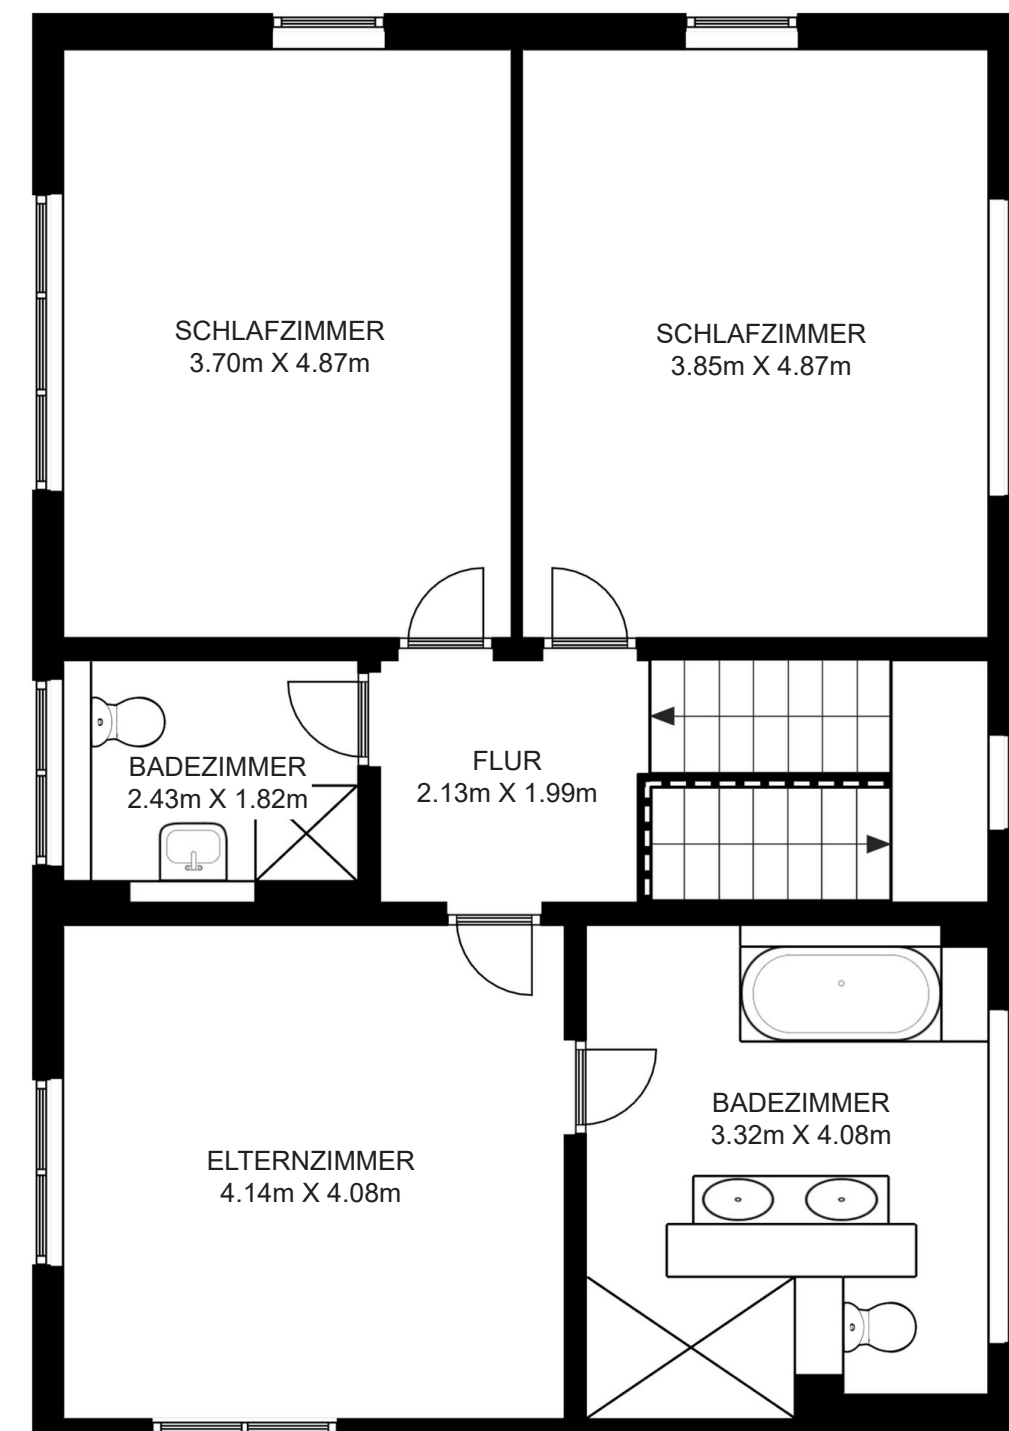 SCHLAFZIMMER
3.70m X 4.87m
SCHLAFZIMMER
3.85m X 4.87m
BADEZIMMER
2.43m X 1.82m
FLUR
2.13m X 1.99m
ELTERNZIMMER
4.14m X 4.08m
BADEZIMMER
3.32m X 4.08m